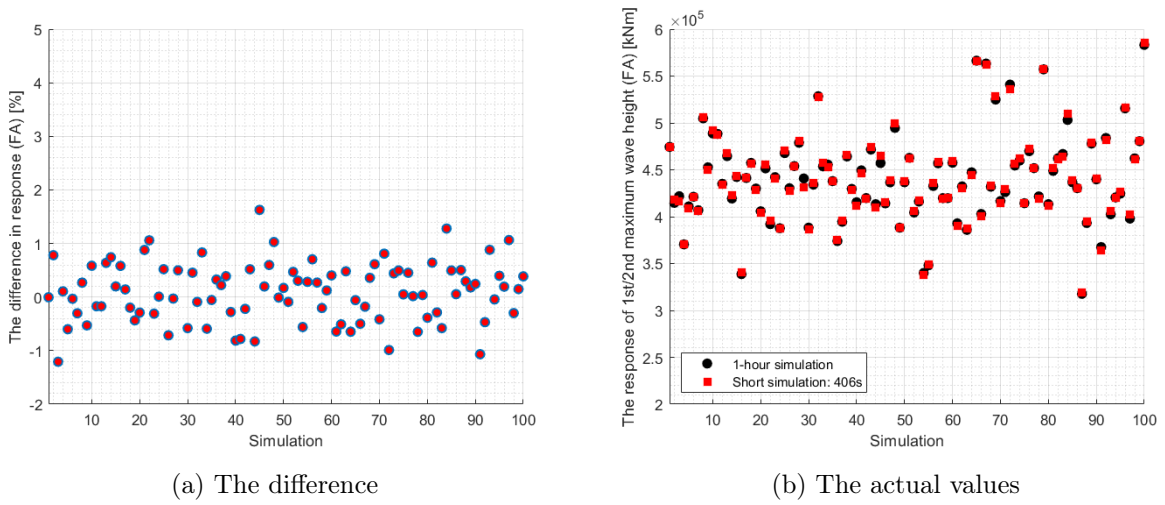 The difference in response (FA) [%]
5
4
3
2
1
0
-1
-2
10 20 30 40 50 60 70 80 90 100
Simulation
(a) The difference
×10⁵
The response of 1st/2nd maximum wave height (FA) [kNm]
6
5.5
5
4.5
4
3.5
3
2.5
2
1-hour simulation
Short simulation: 406s
10 20 30 40 50 60 70 80 90 100
Simulation
(b) The actual values